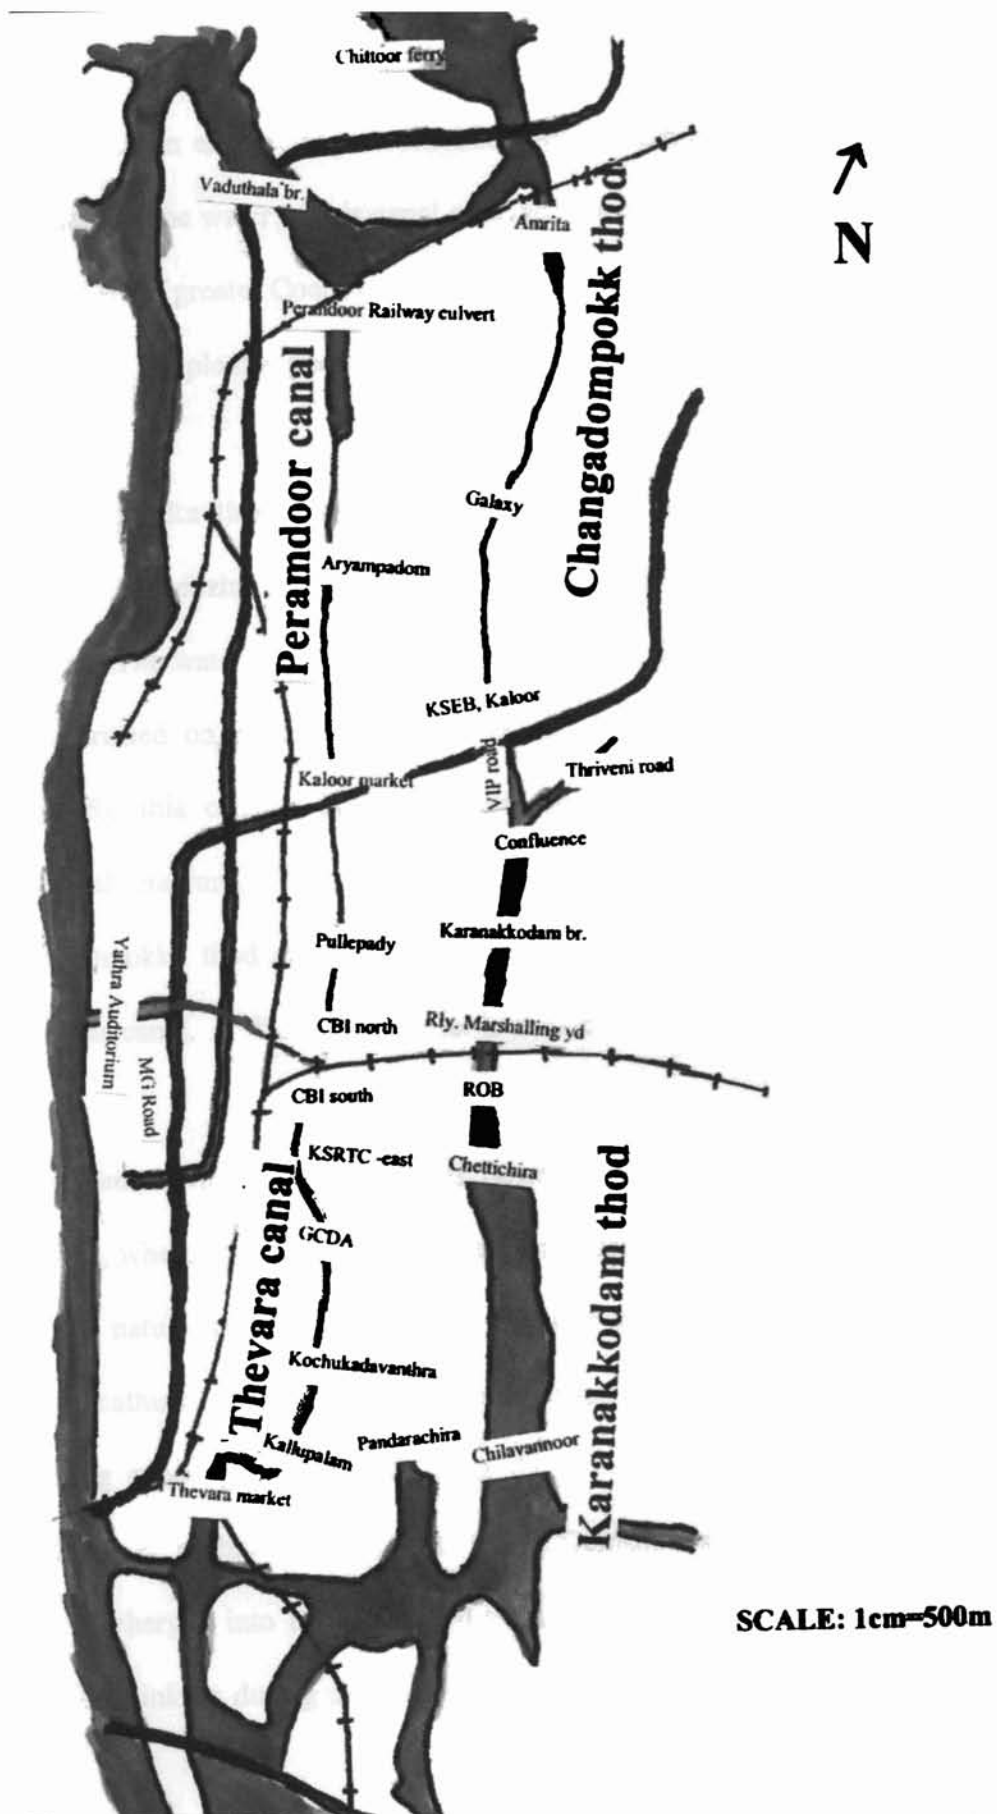 Chittoor ferry
Vaduthala br.
N
Amrita
Changadompokk thod
Perandoor Railway culvert
Peramdoor canal
Galaxy
Aryampadom
KSEB, Kaloor
VIP road
Thriveni road
Kaloor market
Confluence
Karanakkodam br.
Pullepady
Yathra Auditorium
CBI north
Rly. Marshalling yd
MG Road
CBI south
ROB
KSRTC -east
Chettichira
Thevara canal
GCDA
Karanakkodam thod
Kochukadavanthra
Kallupalam
Pandarachira
Chilavannoor
Thevara market
SCALE: 1cm=500m